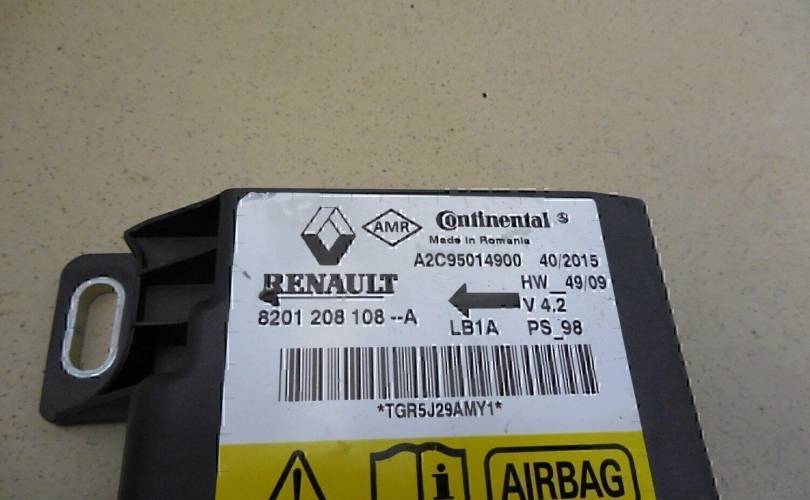 AMR Continental
Made in Romania
A2C95014900 40/2015
RENAULT HW_49/09
V 4.2
8201 208 108 --A LB1A PS_98
*TGR5J29AMY1*
i AIRBAG